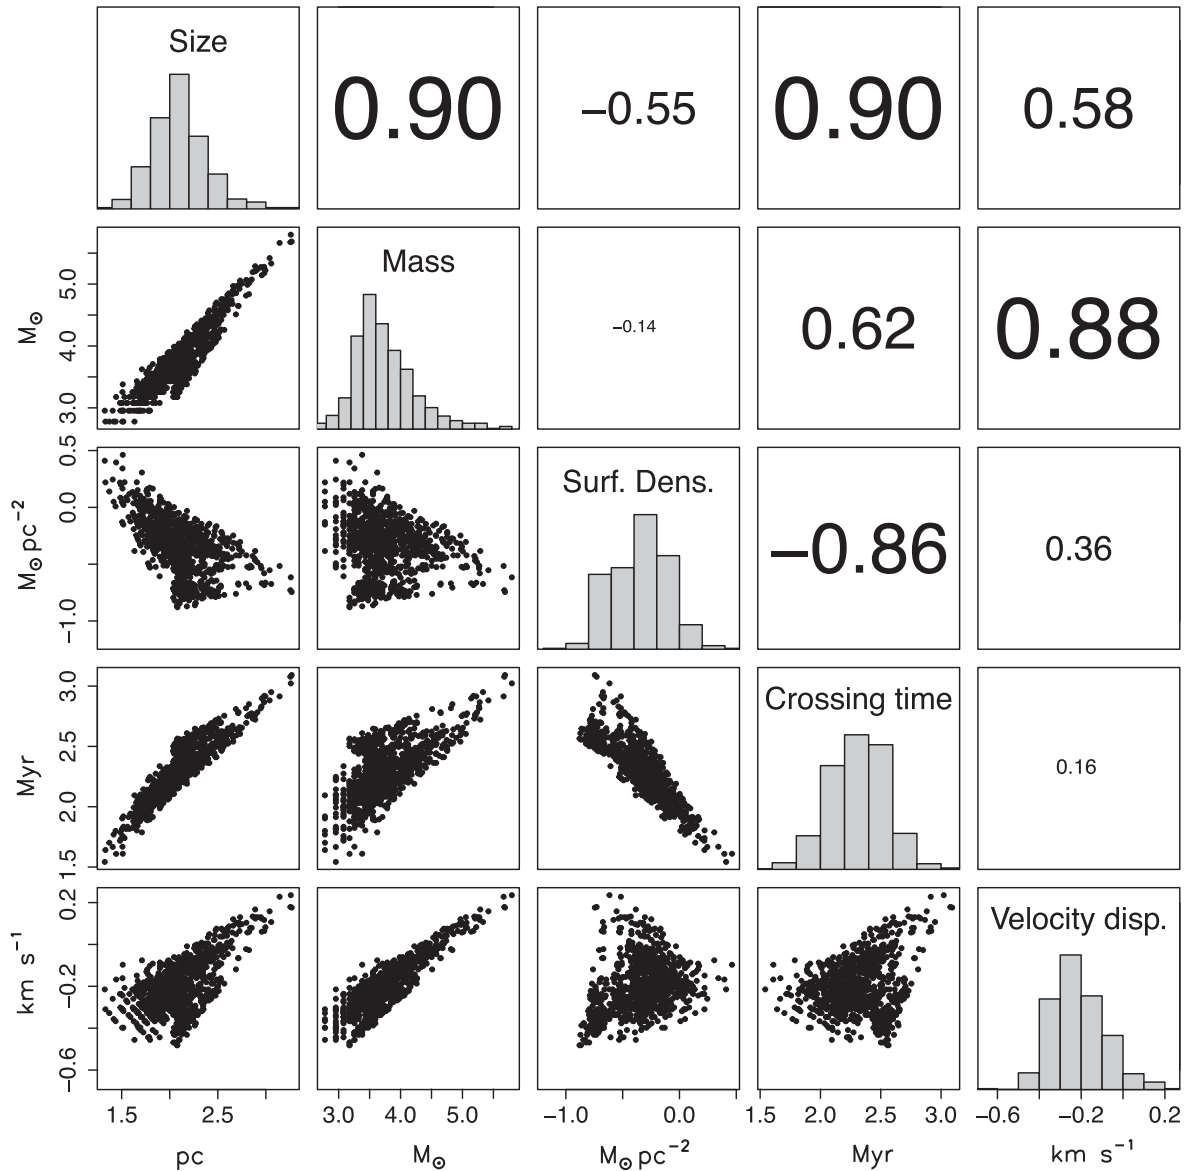 Size
0.90
−0.55
0.90
0.58
M⊙
5.0
4.0
3.0
Mass
−0.14
0.62
0.88
M⊙ pc⁻²
0.5
0.0
−1.0
Surf. Dens.
−0.86
0.36
Myr
3.0
2.5
2.0
1.5
Crossing time
0.16
km s⁻¹
0.2
−0.2
−0.6
Velocity disp.
1.5 2.5
3.0 4.0 5.0
−1.0 0.0
1.5 2.0 2.5 3.0
−0.6 −0.2 0.2
pc
M⊙
M⊙ pc⁻²
Myr
km s⁻¹